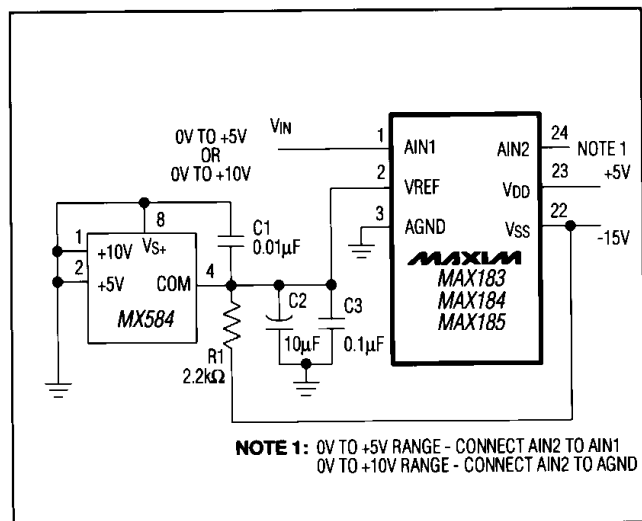 0V TO +5V
OR
0V TO +10V
VIN
1
AIN1
AIN2
24
NOTE 1
2
VREF
VDD
23
+5V
3
AGND
VSS
22
-15V
MAXIM
MAX183
MAX184
MAX185
8
VS+
1
+10V
2
+5V
COM
4
MX584
C1
0.01µF
C2
10µF
C3
0.1µF
R1
2.2kΩ
NOTE 1: 0V TO +5V RANGE - CONNECT AIN2 TO AIN1
0V TO +10V RANGE - CONNECT AIN2 TO AGND